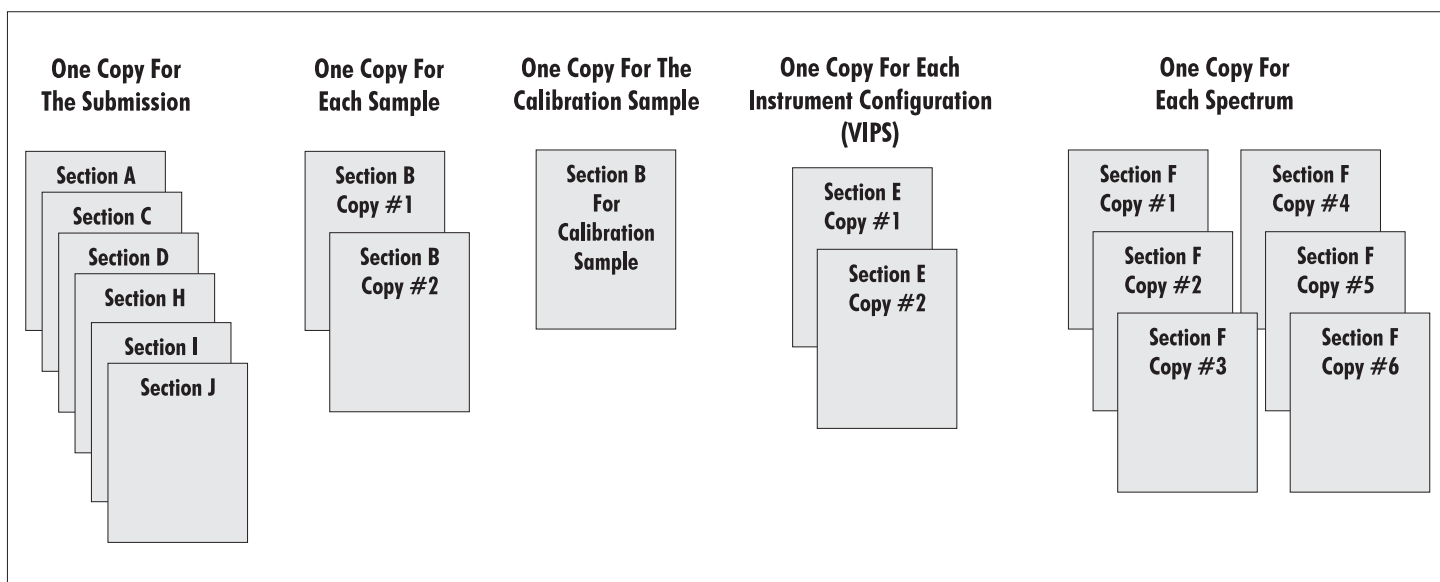 One Copy For
The Submission
Section A
Section C
Section D
Section H
Section I
Section J
One Copy For
Each Sample
Section B
Copy #1
Section B
Copy #2
One Copy For The
Calibration Sample
Section B
For
Calibration
Sample
One Copy For Each
Instrument Configuration
(VIPS)
Section E
Copy #1
Section E
Copy #2
One Copy For
Each Spectrum
Section F
Copy #1
Section F
Copy #2
Section F
Copy #3
Section F
Copy #4
Section F
Copy #5
Section F
Copy #6